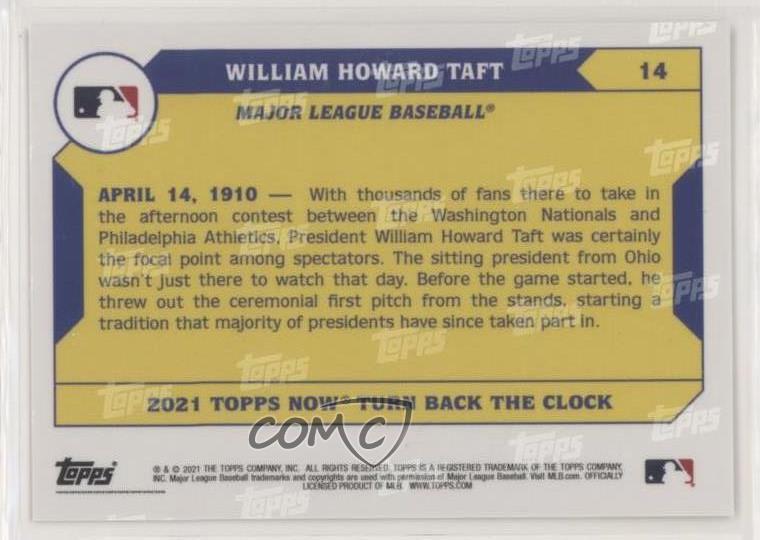 WILLIAM HOWARD TAFT
14
MAJOR LEAGUE BASEBALL®
APRIL 14, 1910 — With thousands of fans there to take in
the afternoon contest between the Washington Nationals and
Philadelphia Athletics, President William Howard Taft was certainly
the focal point among spectators. The sitting president from Ohio
wasn't just there to watch that day. Before the game started, he
threw out the ceremonial first pitch from the stands, starting a
tradition that majority of presidents have since taken part in.
2021 TOPPS NOW® TURN BACK THE CLOCK
COMC
Topps
® & © 2021 THE TOPPS COMPANY, INC. ALL RIGHTS RESERVED. TOPPS IS A REGISTERED TRADEMARK OF THE TOPPS COMPANY,
INC. Major League Baseball trademarks and copyrights are used with permission of Major League Baseball. Visit MLB.com. OFFICIALLY
LICENSED PRODUCT OF MLB. WWW.TOPPS.COM